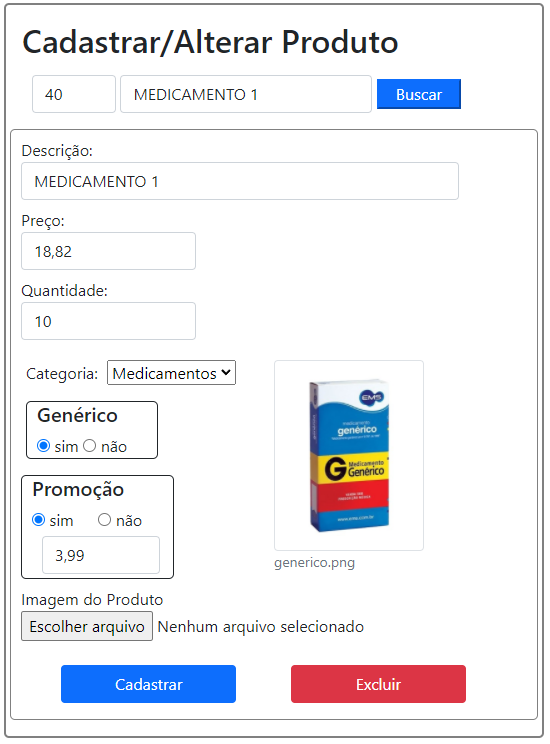 Cadastrar/Alterar Produto
40 MEDICAMENTO 1 Buscar
Descrição:
MEDICAMENTO 1
Preço:
18,82
Quantidade:
10
Categoria: Medicamentos
Genérico
sim não
Promoção
sim não
3,99
EMS
medicamento
genérico
G Medicamento
Genérico
generico.png
Imagem do Produto
Escolher arquivo Nenhum arquivo selecionado
Cadastrar Excluir